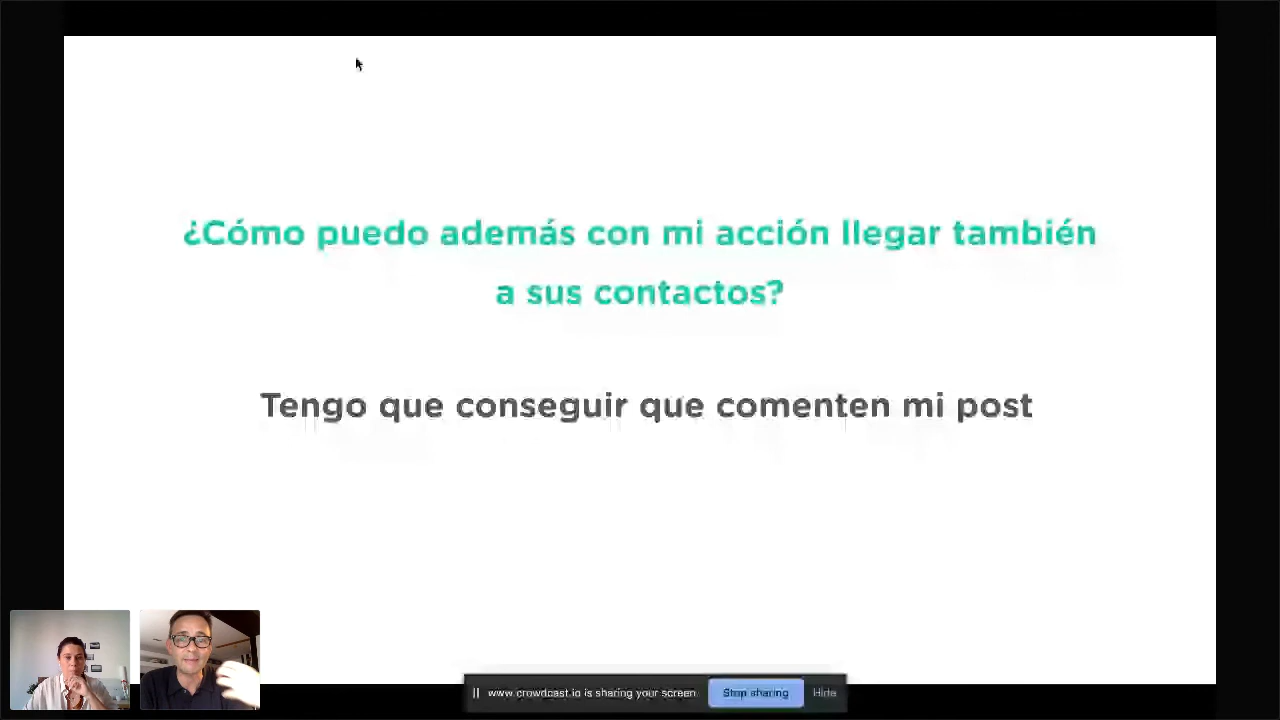 ¿Cómo puedo además con mi acción llegar también
a sus contactos?
Tengo que conseguir que comenten mi post
www.crowdcast.io is sharing your screen
Stop sharing
Hide